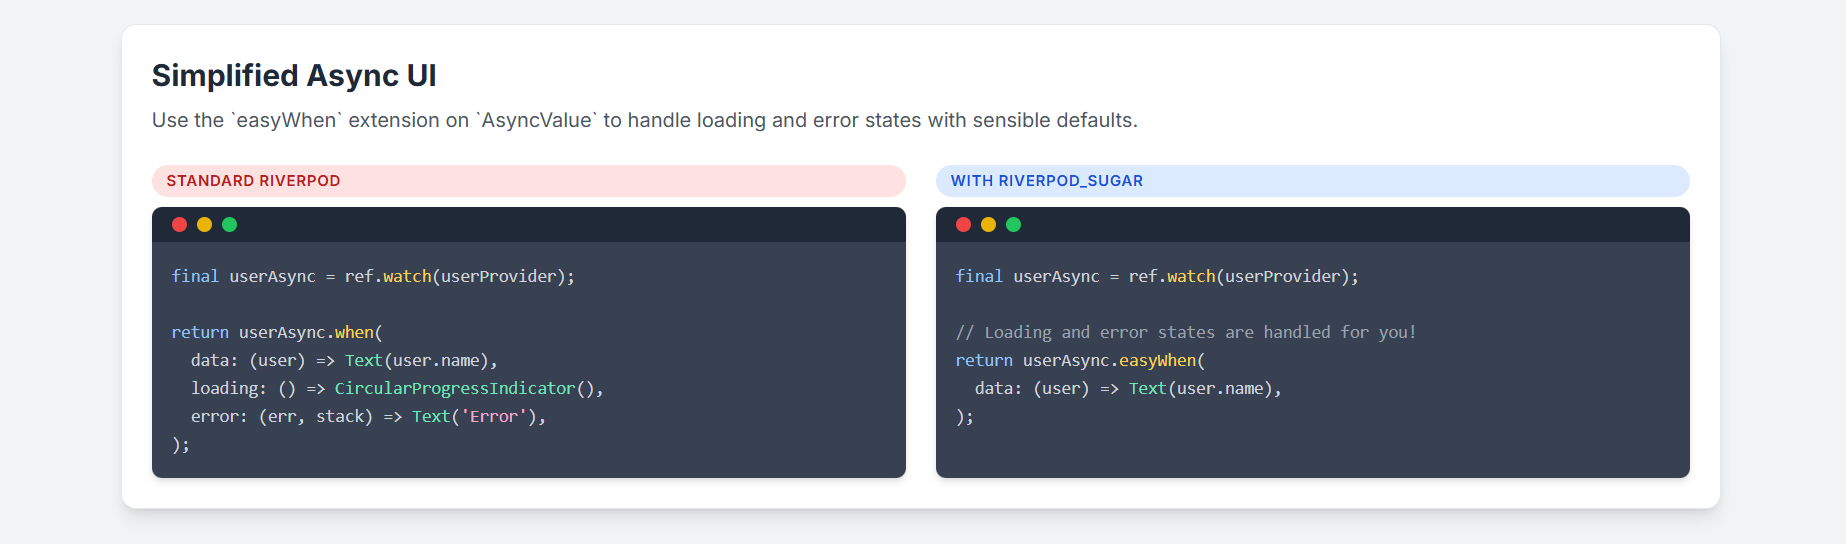 Simplified Async UI
Use the `easyWhen` extension on `AsyncValue` to handle loading and error states with sensible defaults.
STANDARD RIVERPOD
final userAsync = ref.watch(userProvider);
return userAsync.when(
  data: (user) => Text(user.name),
  loading: () => CircularProgressIndicator(),
  error: (err, stack) => Text('Error'),
);
WITH RIVERPOD_SUGAR
final userAsync = ref.watch(userProvider);
// Loading and error states are handled for you!
return userAsync.easyWhen(
  data: (user) => Text(user.name),
);